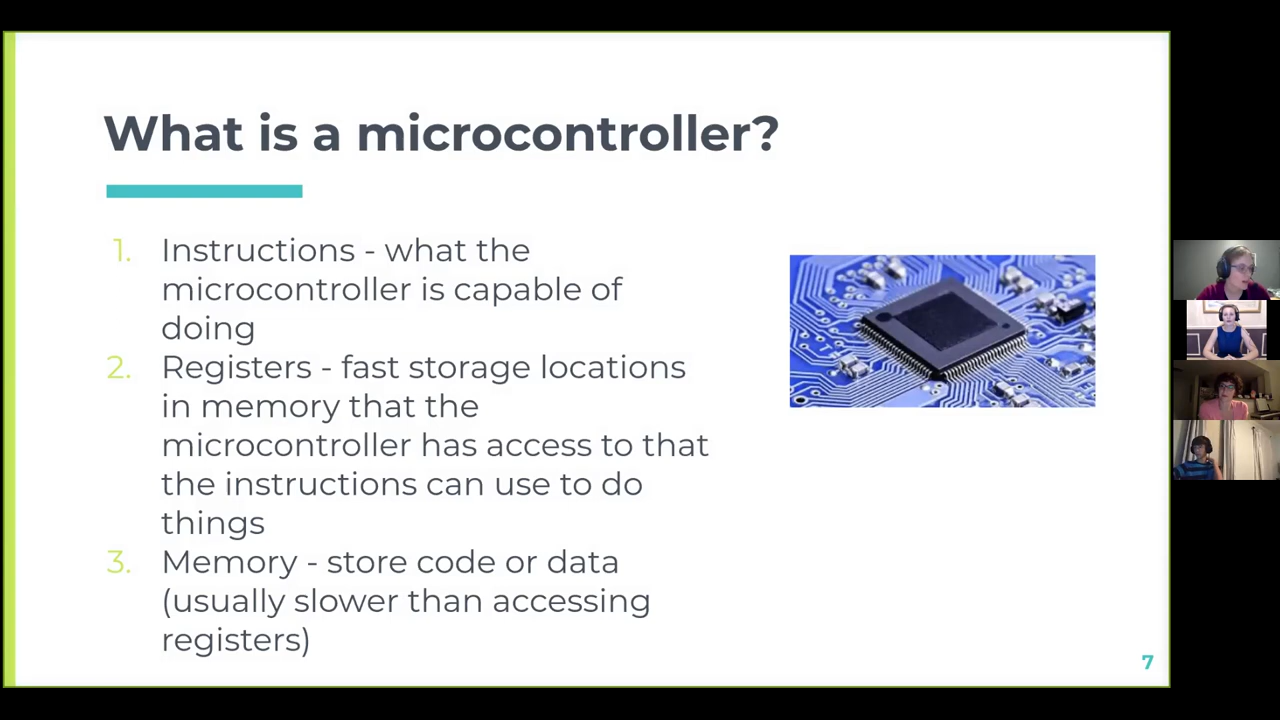 What is a microcontroller?
1. Instructions - what the
microcontroller is capable of
doing
2. Registers - fast storage locations
in memory that the
microcontroller has access to that
the instructions can use to do
things
3. Memory - store code or data
(usually slower than accessing
registers)
7